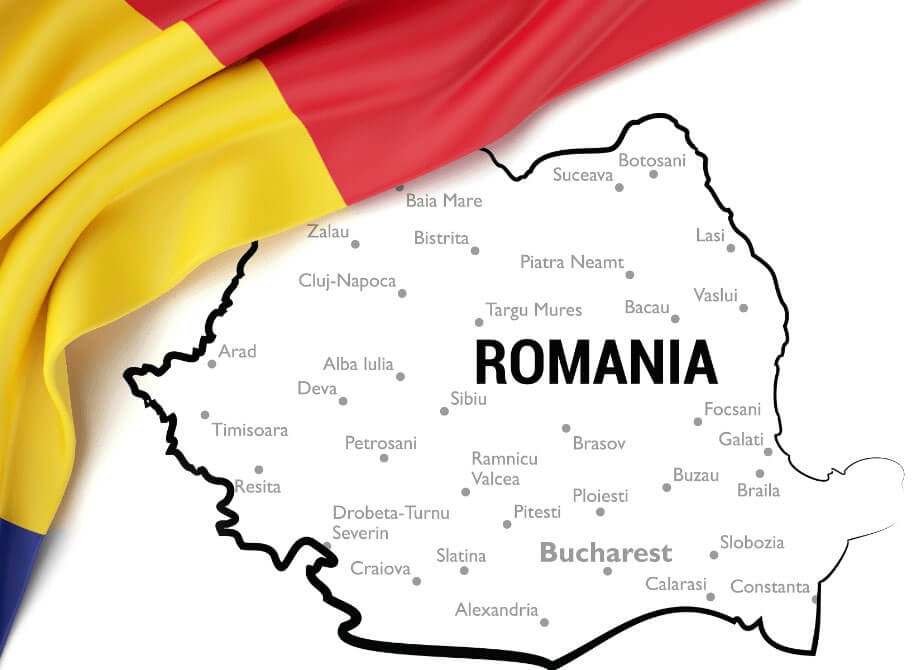 Botosani
Suceava
Baia Mare
Zalau
Bistrita
Lasi
Piatra Neamt
Cluj-Napoca
Vaslui
Targu Mures
Bacau
Arad
ROMANIA
Alba Iulia
Deva
Sibiu
Focsani
Timisoara
Petrosani
Brasov
Galati
Ramnicu
Valcea
Buzau
Resita
Braila
Ploiesti
Drobeta-Turnu
Severin
Pitesti
Slobozia
Slatina
Bucharest
Craiova
Calarasi
Constanta
Alexandria